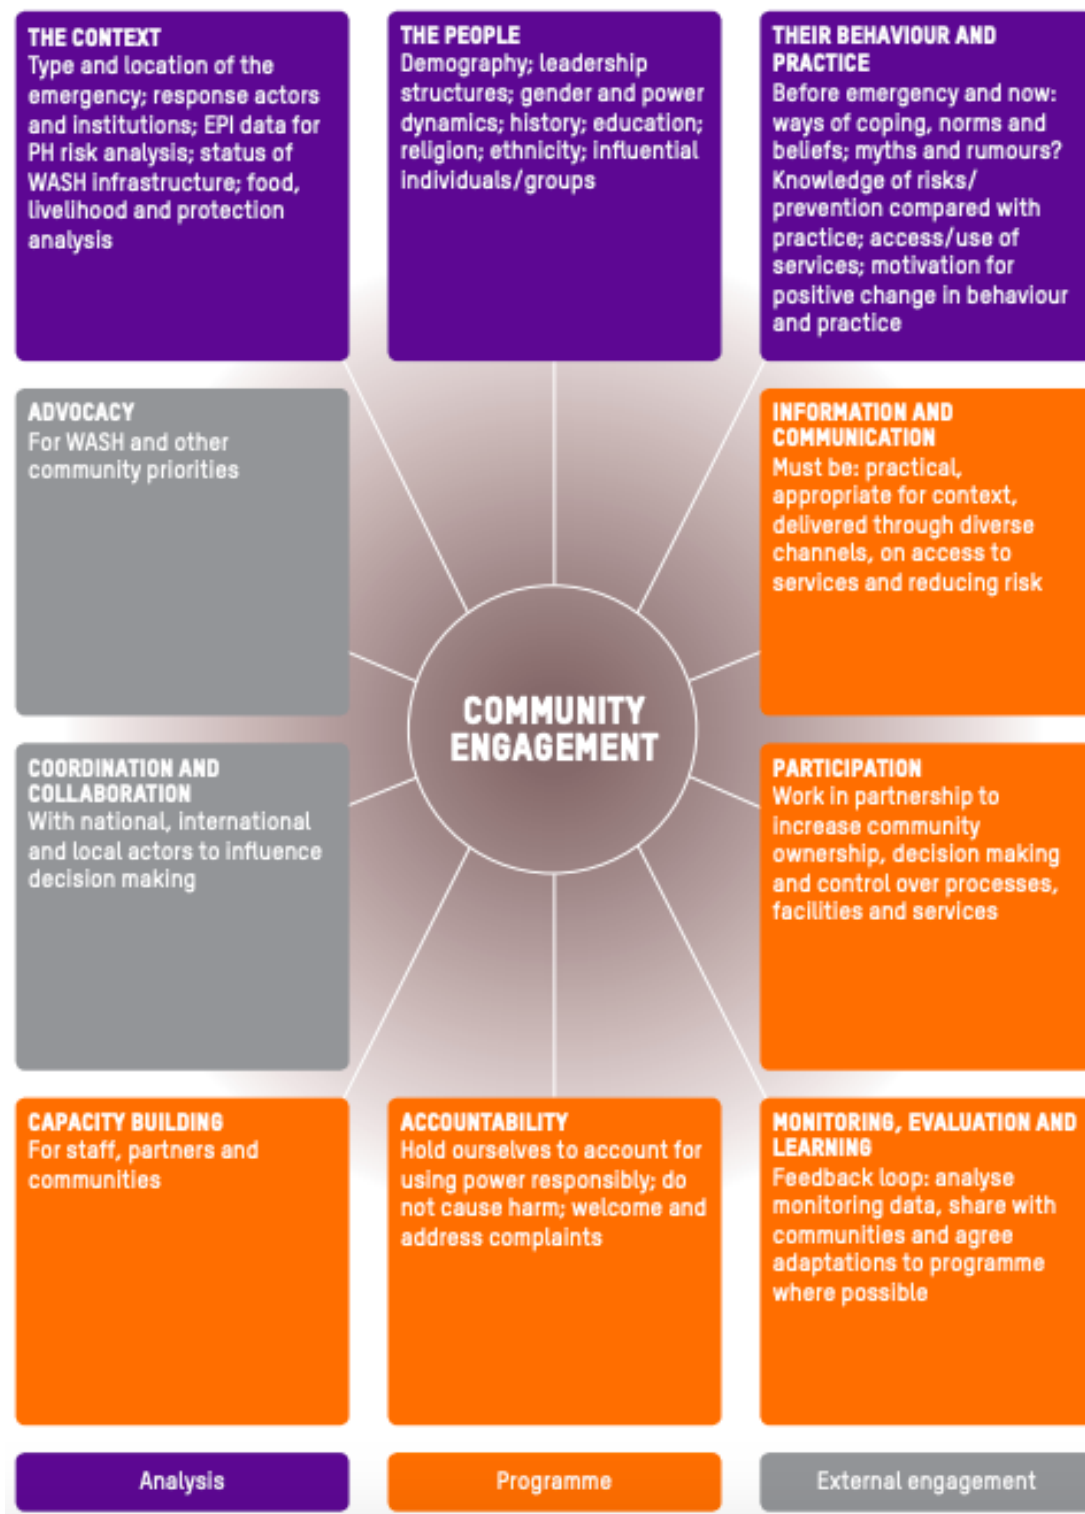 THE CONTEXT
Type and location of the
emergency; response actors
and institutions; EPI data for
PH risk analysis; status of
WASH infrastructure; food,
livelihood and protection
analysis
THE PEOPLE
Demography; leadership
structures; gender and power
dynamics; history; education;
religion; ethnicity; influential
individuals/groups
THEIR BEHAVIOUR AND
PRACTICE
Before emergency and now:
ways of coping, norms and
beliefs; myths and rumours?
Knowledge of risks/
prevention compared with
practice; access/use of
services; motivation for
positive change in behaviour
and practice
ADVOCACY
For WASH and other
community priorities
INFORMATION AND
COMMUNICATION
Must be: practical,
appropriate for context,
delivered through diverse
channels, on access to
services and reducing risk
COMMUNITY
ENGAGEMENT
COORDINATION AND
COLLABORATION
With national, international
and local actors to influence
decision making
PARTICIPATION
Work in partnership to
increase community
ownership, decision making
and control over processes,
facilities and services
CAPACITY BUILDING
For staff, partners and
communities
ACCOUNTABILITY
Hold ourselves to account for
using power responsibly; do
not cause harm; welcome and
address complaints
MONITORING, EVALUATION AND
LEARNING
Feedback loop: analyse
monitoring data, share with
communities and agree
adaptations to programme
where possible
Analysis
Programme
External engagement